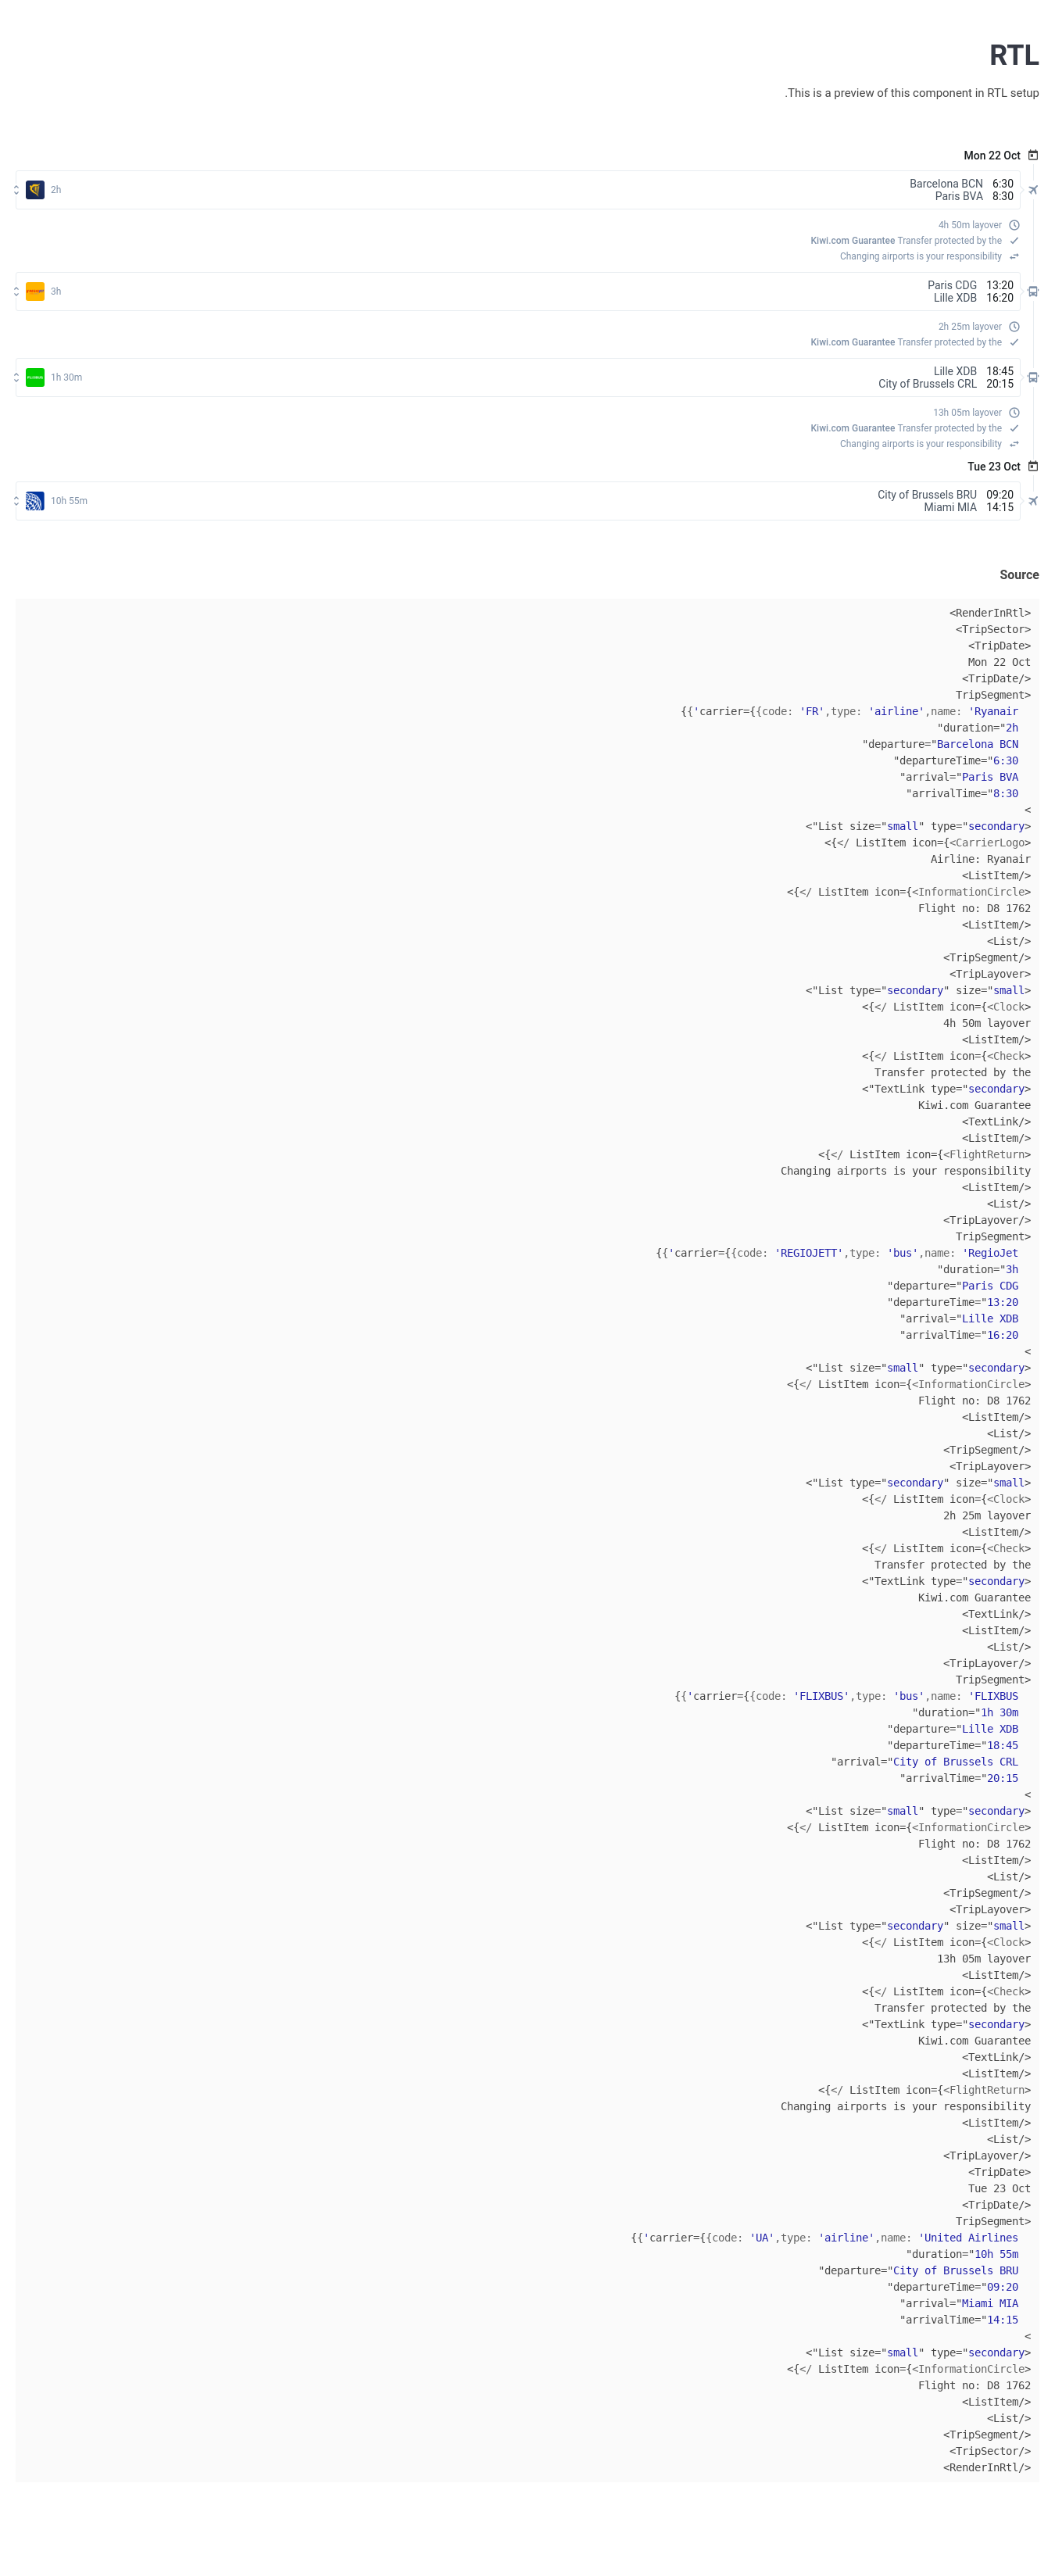 RTL
.This is a preview of this component in RTL setup
Mon 22 Oct
2h
Barcelona BCN 6:30
Paris BVA 8:30
4h 50m layover
Kiwi.com Guarantee Transfer protected by the
Changing airports is your responsibility
3h
Paris CDG 13:20
Lille XDB 16:20
2h 25m layover
Kiwi.com Guarantee Transfer protected by the
1h 30m
Lille XDB 18:45
City of Brussels CRL 20:15
13h 05m layover
Kiwi.com Guarantee Transfer protected by the
Changing airports is your responsibility
Tue 23 Oct
10h 55m
City of Brussels BRU 09:20
Miami MIA 14:15
Source
<RenderInRtl>
<TripSector>
<TripDate>
Mon 22 Oct
<TripDate/>
TripSegment>
{{'carrier={{code: 'FR',type: 'airline',name: 'Ryanair
"duration="2h
"departure="Barcelona BCN
"departureTime="6:30
"arrival="Paris BVA
"arrivalTime="8:30
<
<"List size="small" type="secondary>
<{</ ListItem icon={<CarrierLogo>
Airline: Ryanair
<ListItem/>
<{</ ListItem icon={<InformationCircle>
Flight no: D8 1762
<ListItem/>
<List/>
<TripSegment/>
<TripLayover>
<"List type="secondary" size="small>
<{</ ListItem icon={<Clock>
4h 50m layover
<ListItem/>
<{</ ListItem icon={<Check>
Transfer protected by the
<"TextLink type="secondary>
Kiwi.com Guarantee
<TextLink/>
<ListItem/>
<{</ ListItem icon={<FlightReturn>
Changing airports is your responsibility
<ListItem/>
<List/>
<TripLayover/>
TripSegment>
{{'carrier={{code: 'REGIOJETT',type: 'bus',name: 'RegioJet
"duration="3h
"departure="Paris CDG
"departureTime="13:20
"arrival="Lille XDB
"arrivalTime="16:20
<
<"List size="small" type="secondary>
<{</ ListItem icon={<InformationCircle>
Flight no: D8 1762
<ListItem/>
<List/>
<TripSegment/>
<TripLayover>
<"List type="secondary" size="small>
<{</ ListItem icon={<Clock>
2h 25m layover
<ListItem/>
<{</ ListItem icon={<Check>
Transfer protected by the
<"TextLink type="secondary>
Kiwi.com Guarantee
<TextLink/>
<ListItem/>
<List/>
<TripLayover/>
TripSegment>
{{'carrier={{code: 'FLIXBUS',type: 'bus',name: 'FLIXBUS
"duration="1h 30m
"departure="Lille XDB
"departureTime="18:45
"arrival="City of Brussels CRL
"arrivalTime="20:15
<
<"List size="small" type="secondary>
<{</ ListItem icon={<InformationCircle>
Flight no: D8 1762
<ListItem/>
<List/>
<TripSegment/>
<TripLayover>
<"List type="secondary" size="small>
<{</ ListItem icon={<Clock>
13h 05m layover
<ListItem/>
<{</ ListItem icon={<Check>
Transfer protected by the
<"TextLink type="secondary>
Kiwi.com Guarantee
<TextLink/>
<ListItem/>
<{</ ListItem icon={<FlightReturn>
Changing airports is your responsibility
<ListItem/>
<List/>
<TripLayover/>
<TripDate>
Tue 23 Oct
<TripDate/>
TripSegment>
{{'carrier={{code: 'UA',type: 'airline',name: 'United Airlines
"duration="10h 55m
"departure="City of Brussels BRU
"departureTime="09:20
"arrival="Miami MIA
"arrivalTime="14:15
<
<"List size="small" type="secondary>
<{</ ListItem icon={<InformationCircle>
Flight no: D8 1762
<ListItem/>
<List/>
<TripSegment/>
<TripSector/>
<RenderInRtl/>